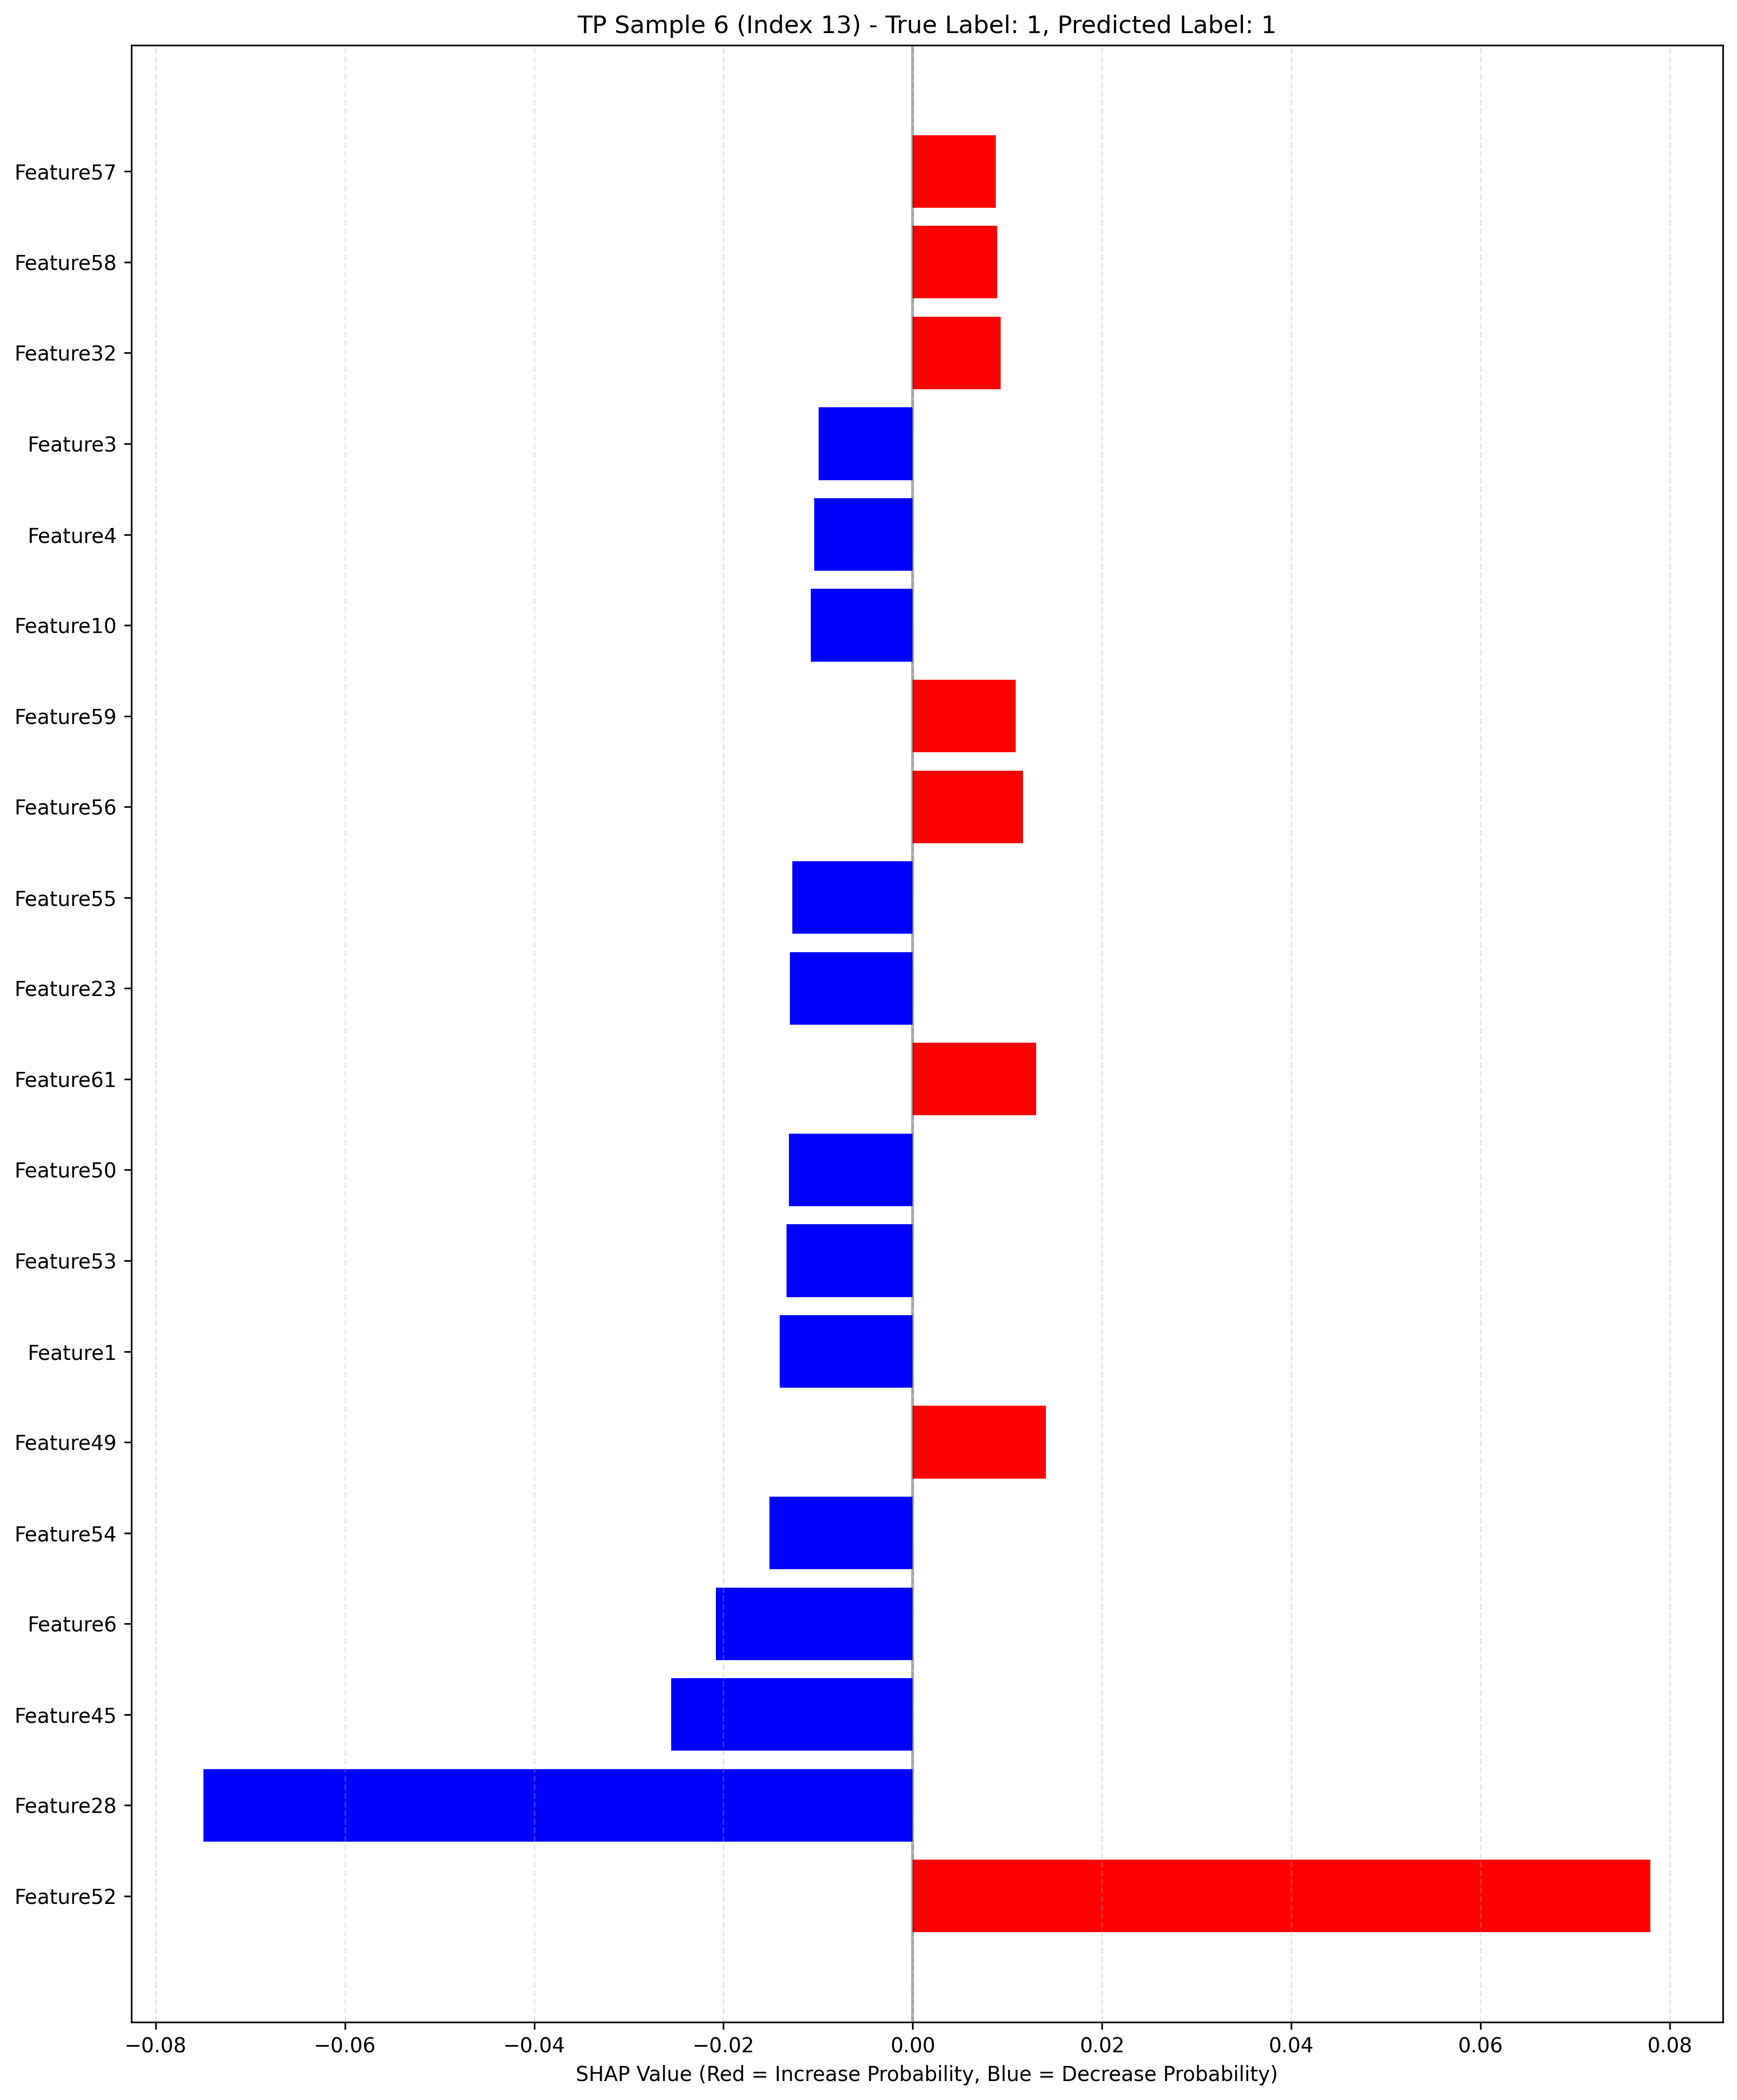 TP Sample 6 (Index 13) - True Label: 1, Predicted Label: 1
Feature57
Feature58
Feature32
Feature3
Feature4
Feature10
Feature59
Feature56
Feature55
Feature23
Feature61
Feature50
Feature53
Feature1
Feature49
Feature54
Feature6
Feature45
Feature28
Feature52
−0.08 −0.06 −0.04 −0.02 0.00 0.02 0.04 0.06 0.08
SHAP Value (Red = Increase Probability, Blue = Decrease Probability)